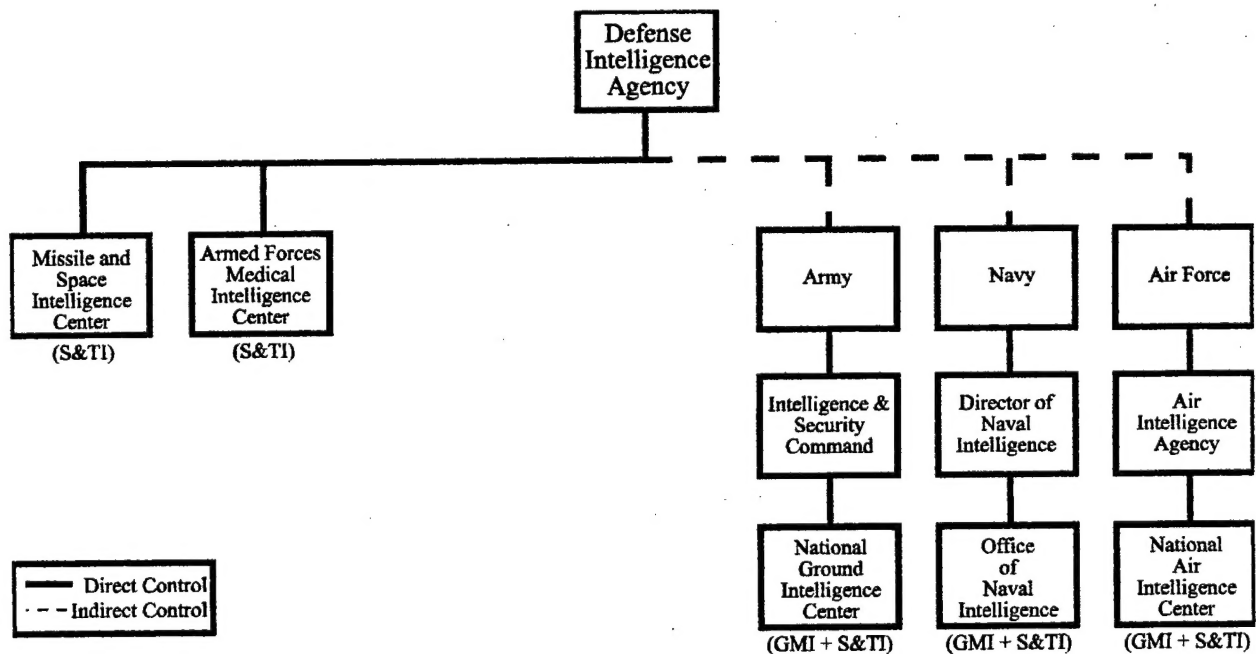 Defense
Intelligence
Agency
Missile and
Space
Intelligence
Center
(S&TI)
Armed Forces
Medical
Intelligence
Center
(S&TI)
Army
Navy
Air Force
Intelligence &
Security
Command
Director of
Naval
Intelligence
Air
Intelligence
Agency
National
Ground
Intelligence
Center
(GMI + S&TI)
Office
of
Naval
Intelligence
(GMI + S&TI)
National
Air
Intelligence
Center
(GMI + S&TI)
Direct Control
Indirect Control